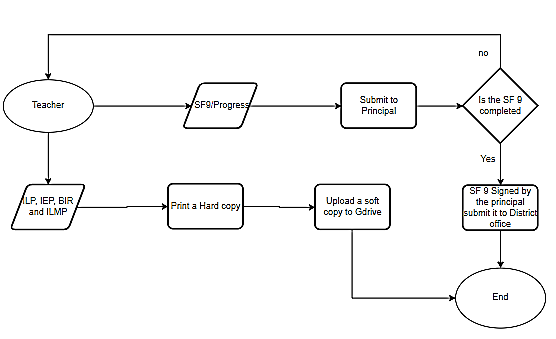 no
Teacher
SF9/Progress
Submit to
Principal
Is the SF 9
completed
Yes
ILP, IEP, BIR
and ILMP
Print a Hard copy
Upload a soft
copy to Gdrive
SF 9 Signed by
the principal
submit it to District
office
End